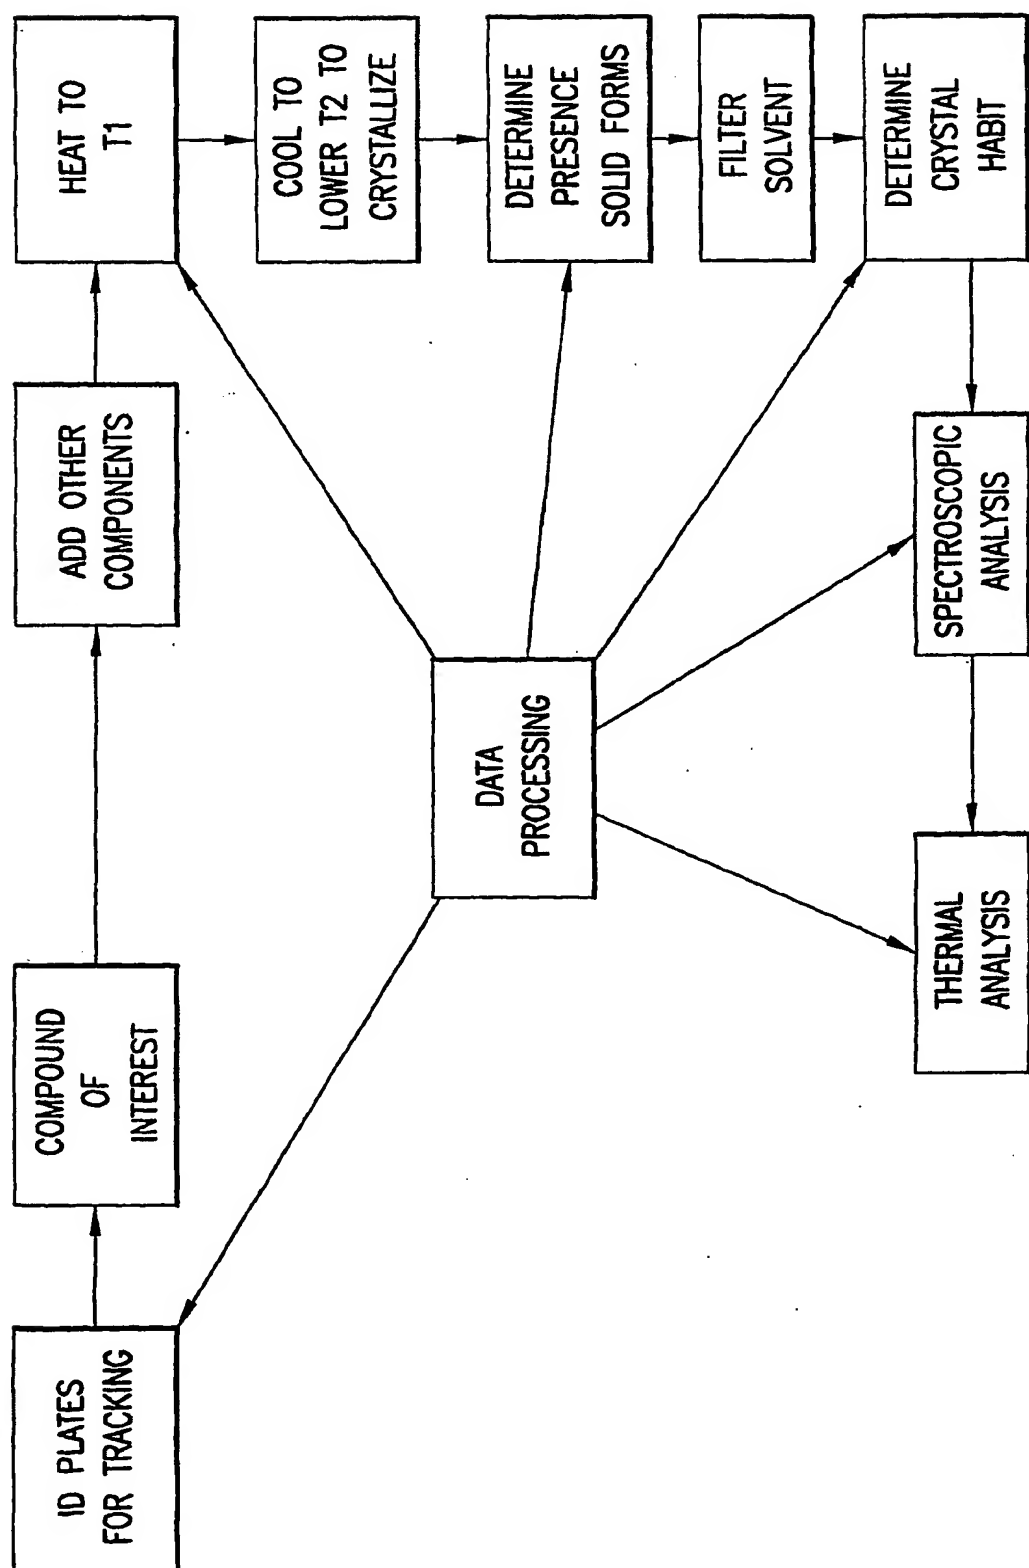 ID PLATES
FOR TRACKING
COMPOUND
OF
INTEREST
ADD OTHER
COMPONENTS
HEAT TO
T1
COOL TO
LOWER T2 TO
CRYSTALLIZE
DETERMINE
PRESENCE
SOLID FORMS
FILTER
SOLVENT
DETERMINE
CRYSTAL
HABIT
SPECTROSCOPIC
ANALYSIS
THERMAL
ANALYSIS
DATA
PROCESSING